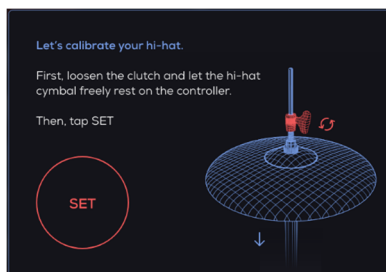 Let's calibrate your hi-hat.
First, loosen the clutch and let the hi-hat
cymbal freely rest on the controller.
Then, tap SET
SET